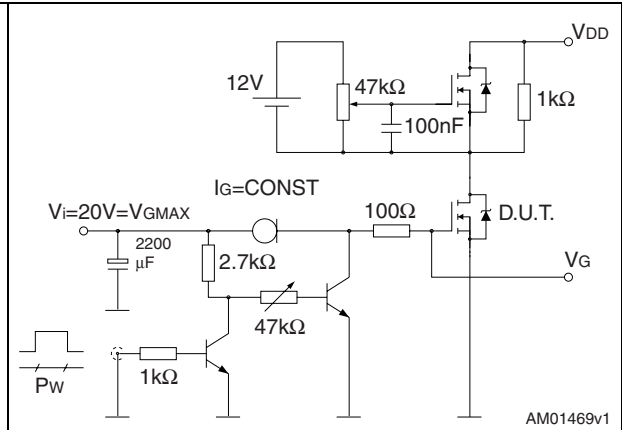 VDD
12V
47kΩ
1kΩ
100nF
IG=CONST
Vi=20V=VGMAX
100Ω
D.U.T.
2200
μF
2.7kΩ
VG
47kΩ
1kΩ
PW
AM01469v1